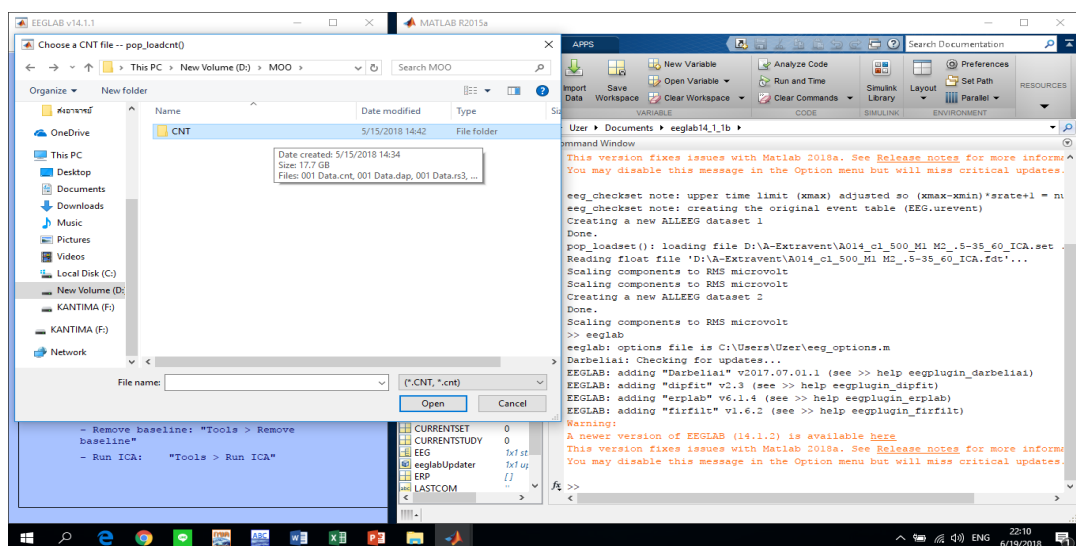 EEGLAB v14.1.1
MATLAB R2015a
Choose a CNT file -- pop_loadcnt()
This PC > New Volume (D:) > MOO >
Search MOO
Organize
New folder
ส่งอาจารย์
OneDrive
This PC
Desktop
Documents
Downloads
Music
Pictures
Videos
Local Disk (C:)
New Volume (D:
KANTIMA (F:)
KANTIMA (F:)
Network
Name
Date modified
Type
Siz
CNT
5/15/2018 14:42
File folder
Date created: 5/15/2018 14:34
Size: 17.7 GB
Files: 001 Data.cnt, 001 Data.dap, 001 Data.rs3, ...
File name:
(*.CNT, *.cnt)
Open
Cancel
- Remove baseline: "Tools > Remove
baseline"
- Run ICA: "Tools > Run ICA"
CURRENTSET 0
CURRENTSTUDY 0
EEG 1x1 st
eeglabUpdater 1x1 up
ERP []
LASTCOM ''
APPS
Search Documentation
Import
Data
Save
Workspace
New Variable
Open Variable
Clear Workspace
VARIABLE
Analyze Code
Run and Time
Clear Commands
CODE
Simulink
Library
SIMULINK
Layout
Preferences
Set Path
Parallel
ENVIRONMENT
RESOURCES
Uzer ▸ Documents ▸ eeglab14_1_1b ▸
ommand Window
This version fixes issues with Matlab 2018a. See Release notes for more informa
You may disable this message in the Option menu but will miss critical updates.
eeg_checkset note: upper time limit (xmax) adjusted so (xmax-xmin)*srate+1 = nu
eeg_checkset note: creating the original event table (EEG.urevent)
Creating a new ALLEEG dataset 1
Done.
pop_loadset(): loading file D:\A-Extravent\A014_cl_500_M1 M2_.5-35_60_ICA.set .
Reading float file 'D:\A-Extravent\A014_cl_500_M1 M2_.5-35_60_ICA.fdt'...
Scaling components to RMS microvolt
Scaling components to RMS microvolt
Creating a new ALLEEG dataset 2
Done.
Scaling components to RMS microvolt
>> eeglab
eeglab: options file is C:\Users\Uzer\eeg_options.m
Darbeliai: Checking for updates...
EEGLAB: adding "Darbeliai" v2017.07.01.1 (see >> help eegplugin_darbeliai)
EEGLAB: adding "dipfit" v2.3 (see >> help eegplugin_dipfit)
EEGLAB: adding "erplab" v6.1.4 (see >> help eegplugin_erplab)
EEGLAB: adding "firfilt" v1.6.2 (see >> help eegplugin_firfilt)
Warning:
A newer version of EEGLAB (14.1.2) is available here
This version fixes issues with Matlab 2018a. See Release notes for more informa
You may disable this message in the Option menu but will miss critical updates.
fx >>
ENG
22:10
6/19/2018